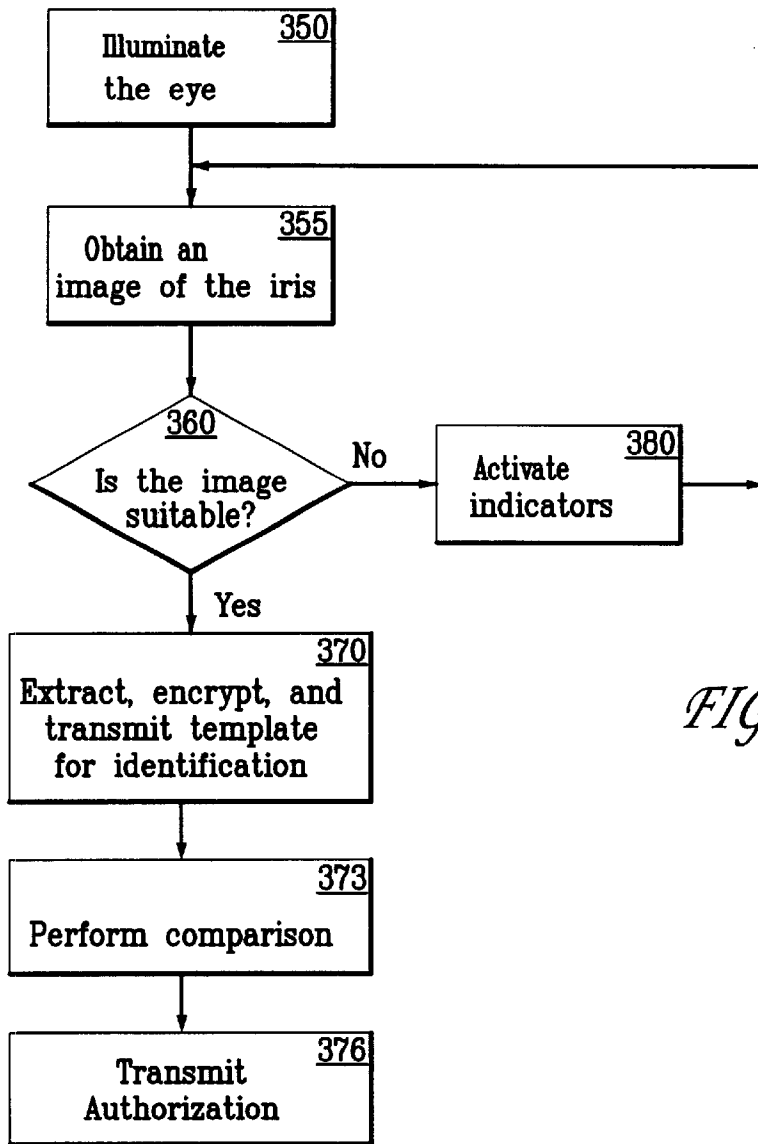 350
Illuminate
the eye
355
Obtain an
image of the iris
360
Is the image
suitable?
No
380
Activate
indicators
Yes
370
Extract, encrypt, and
transmit template
for identification
FIG
373
Perform comparison
376
Transmit
Authorization